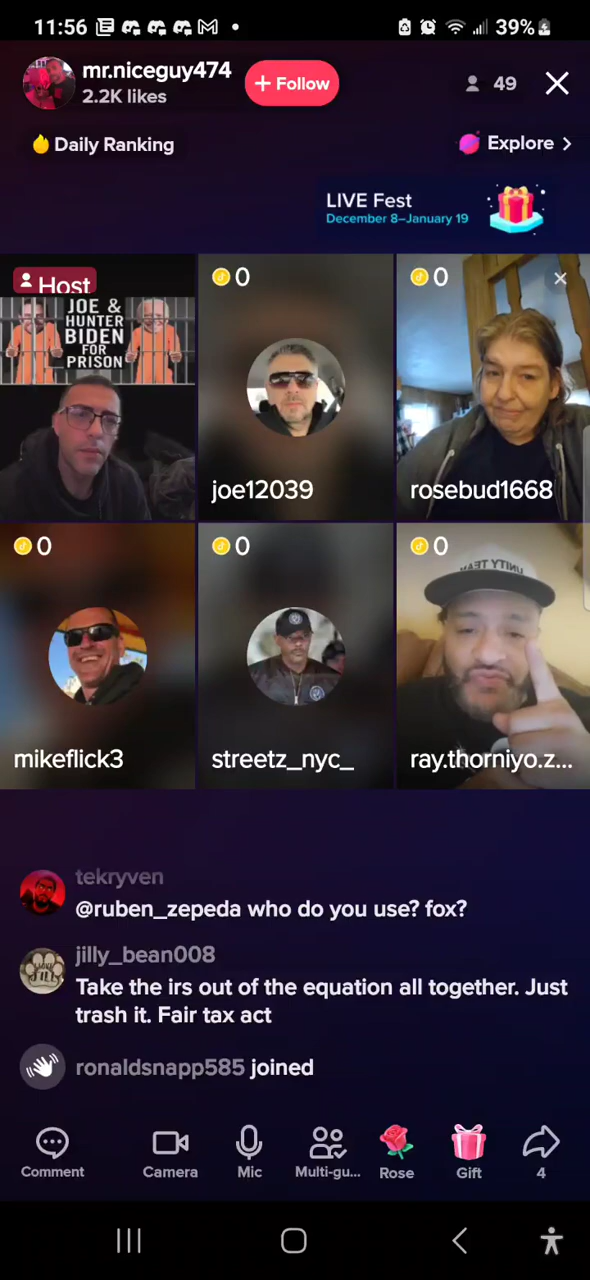 11:56
39%
mr.niceguy474
2.2K likes
+ Follow
49
Daily Ranking
Explore >
LIVE Fest
December 8–January 19
Host
JOE &
HUNTER
BIDEN
FOR
PRISON
0
joe12039
0
rosebud1668
0
mikeflick3
0
streetz_nyc_
0
UNITY TEAM
ray.thorniyo.z...
tekryven
@ruben_zepeda who do you use? fox?
jilly_bean008
Take the irs out of the equation all together. Just
trash it. Fair tax act
ronaldsnapp585 joined
Comment
Camera
Mic
Multi-gu...
Rose
Gift
4